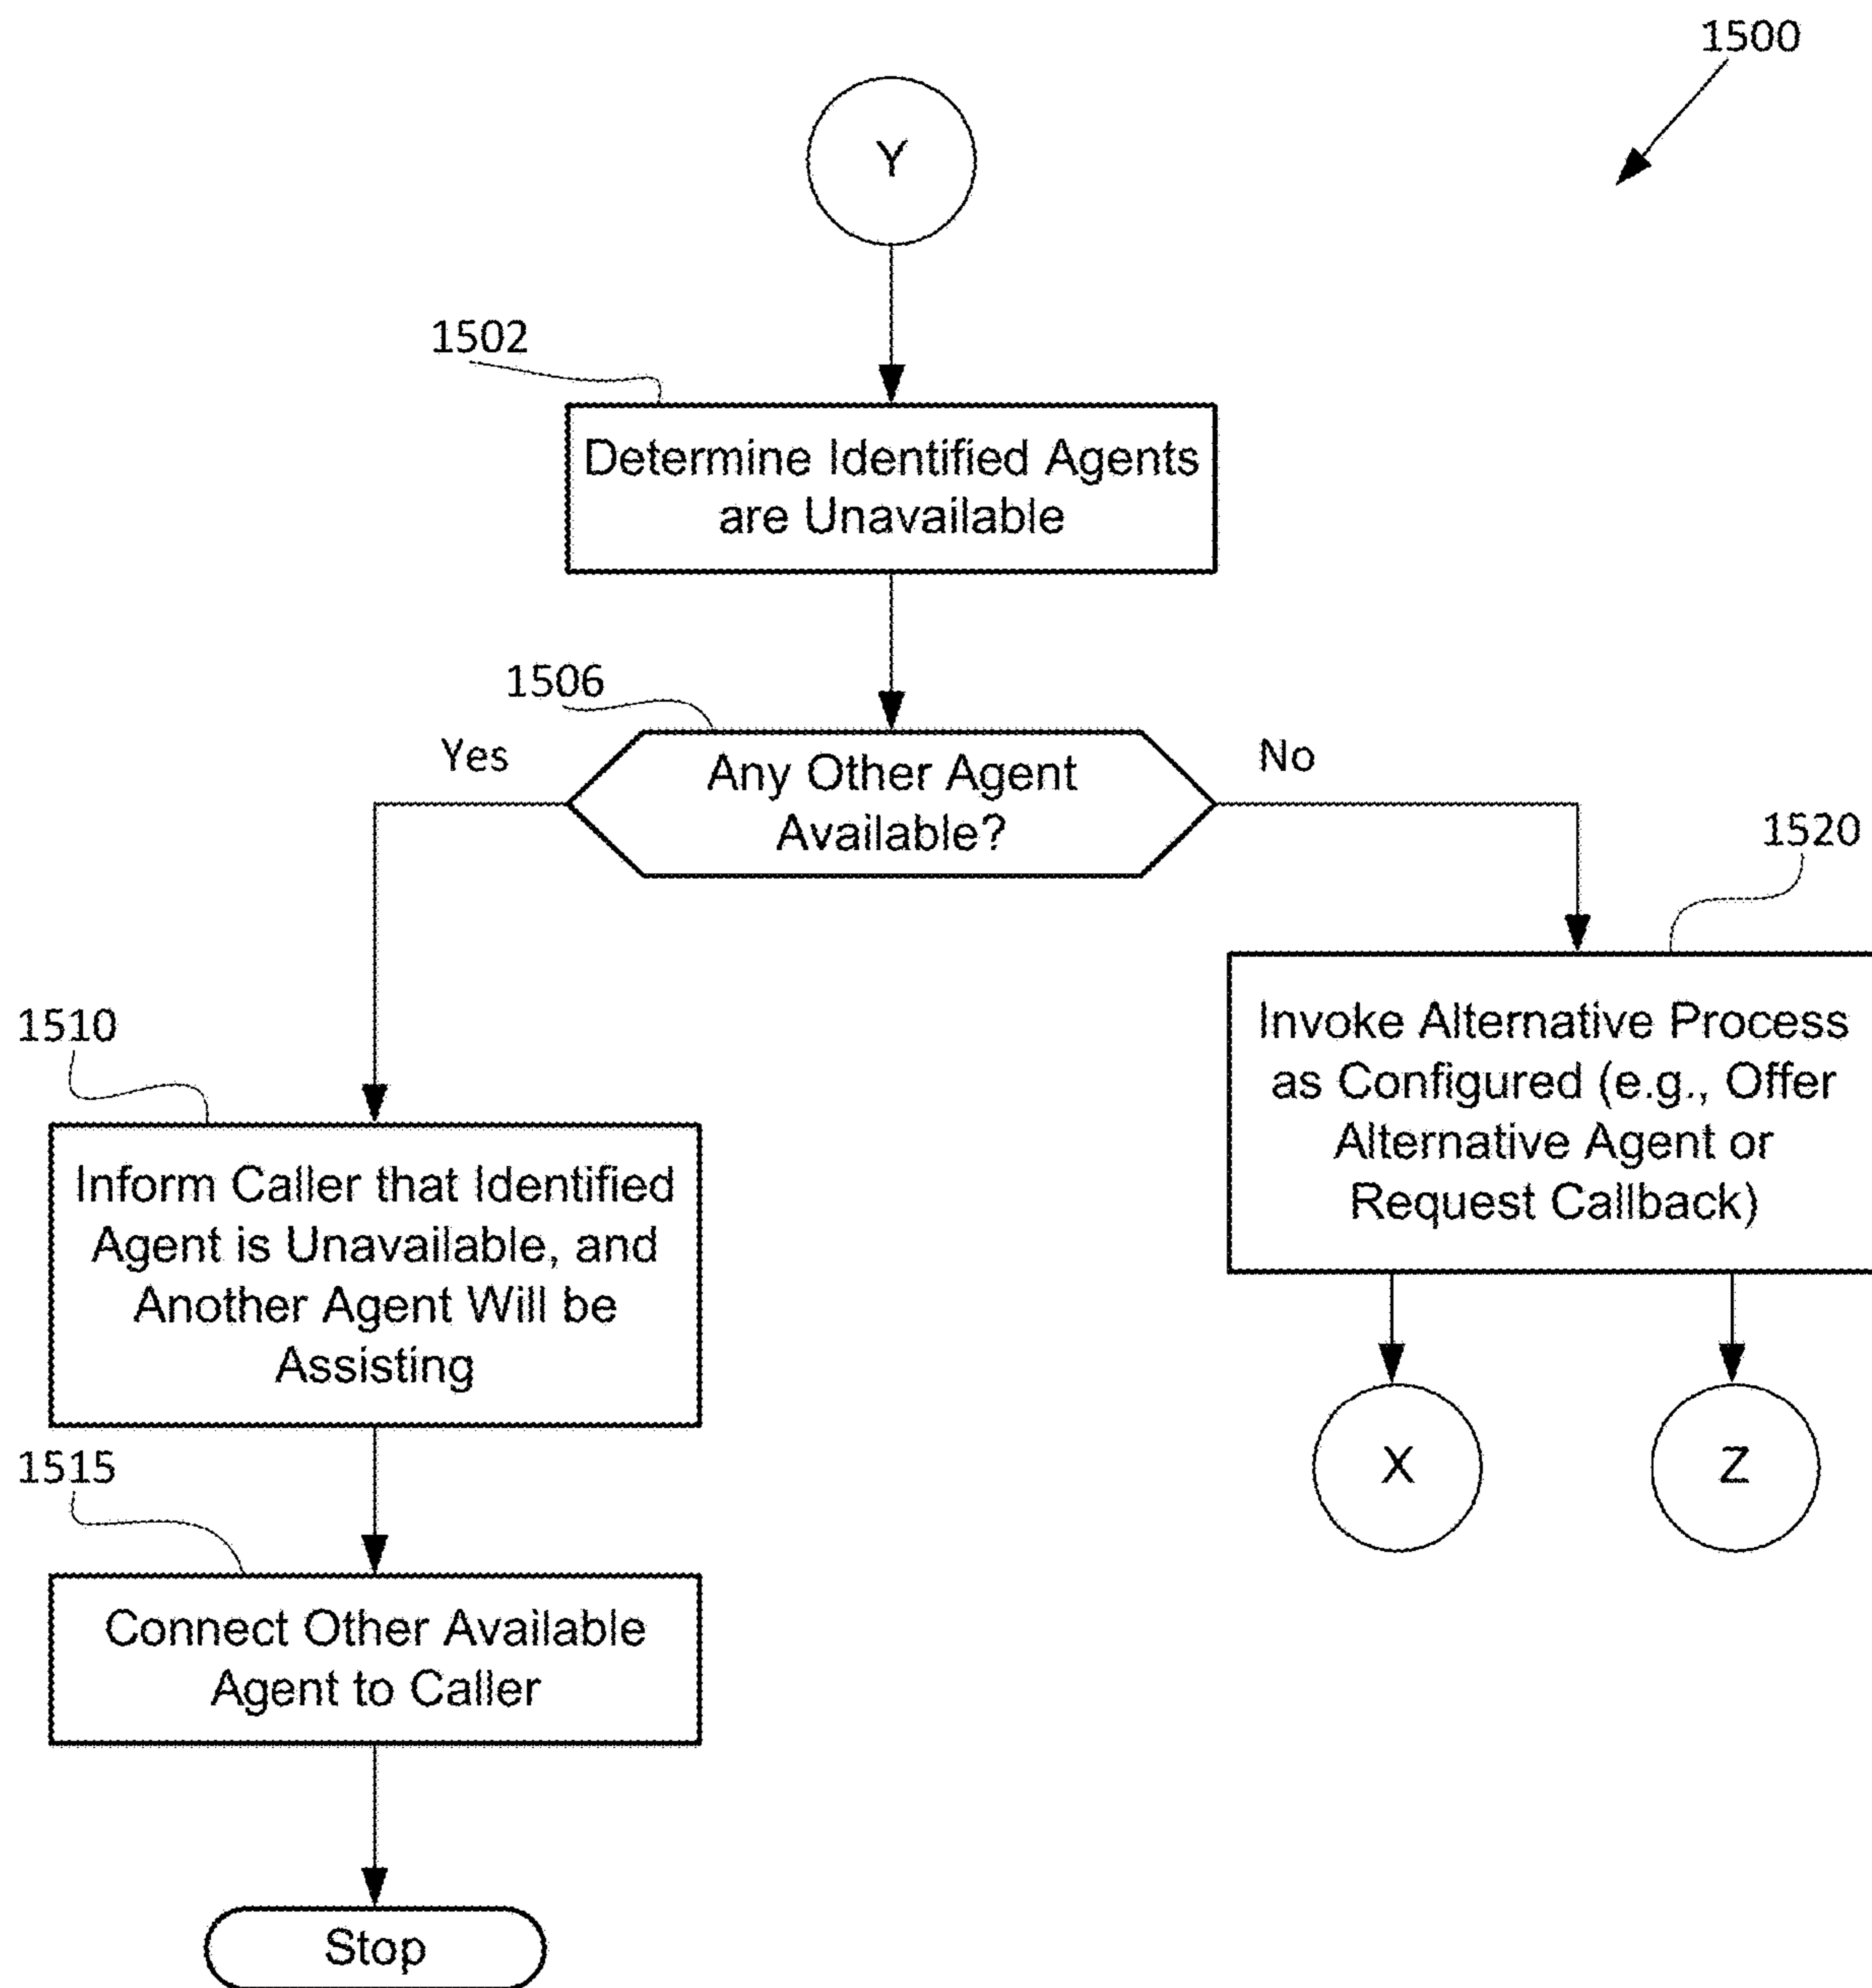 1500
Y
1502
Determine Identified Agents
are Unavailable
1506
Yes
Any Other Agent
Available?
No
1520
Invoke Alternative Process
as Configured (e.g., Offer
Alternative Agent or
Request Callback)
1510
Inform Caller that Identified
Agent is Unavailable, and
Another Agent Will be
Assisting
X
Z
1515
Connect Other Available
Agent to Caller
Stop